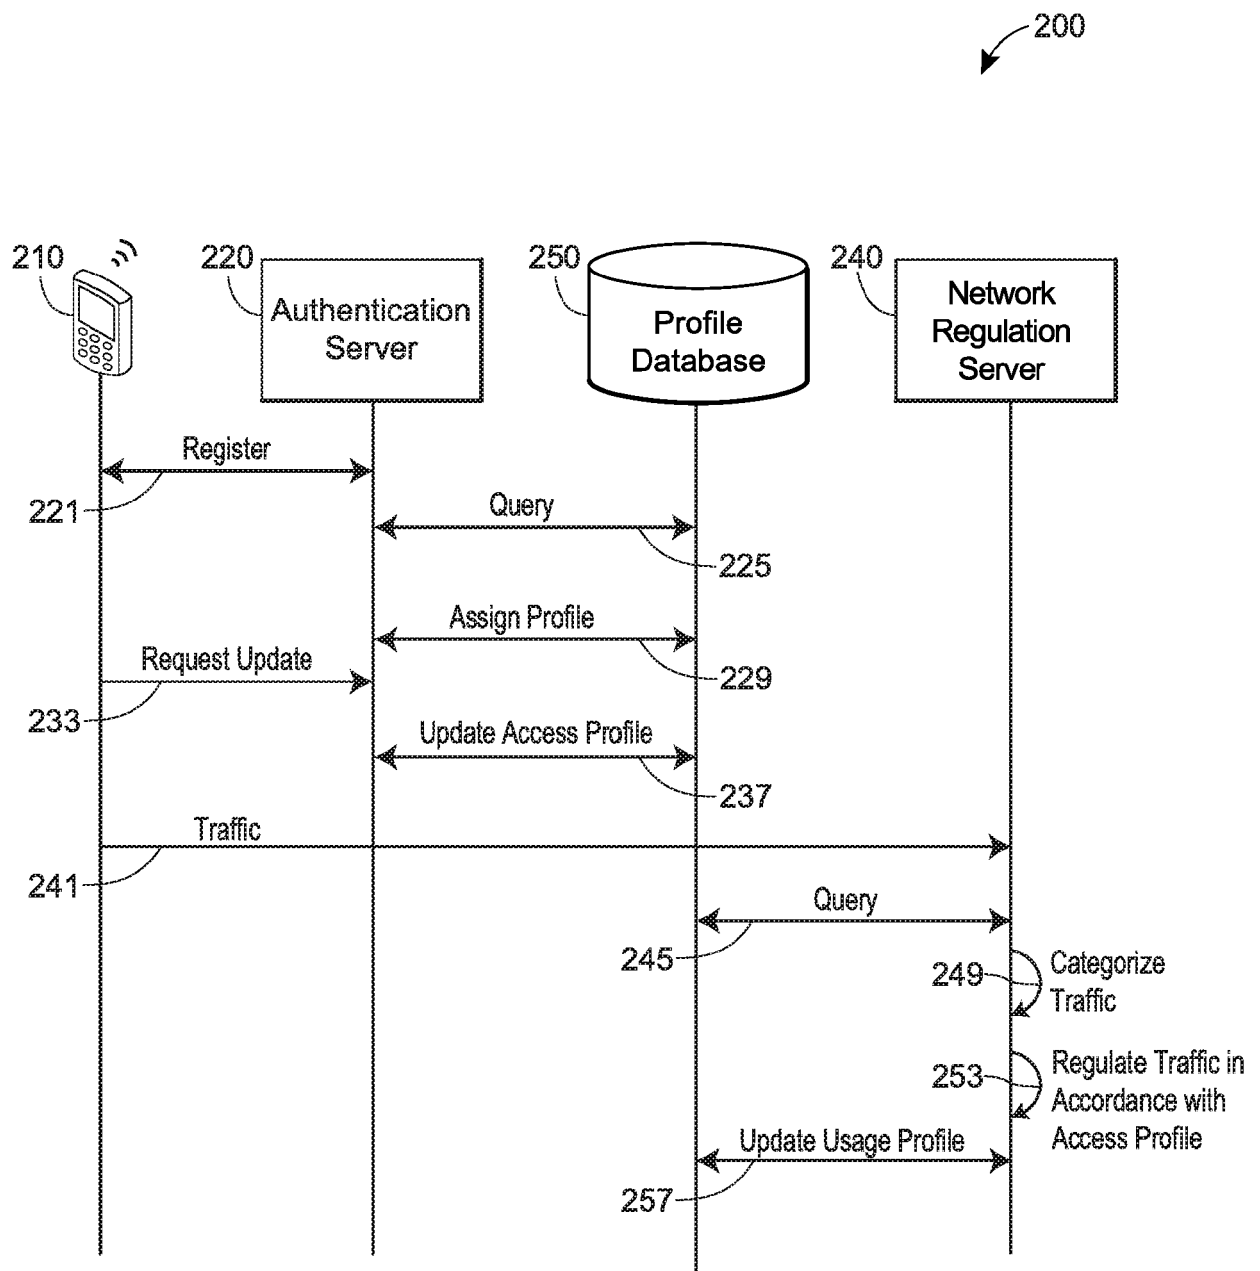 200
210
220
250
240
Authentication
Server
Profile
Database
Network
Regulation
Server
Register
221
Query
225
Assign Profile
229
Request Update
233
Update Access Profile
237
Traffic
241
Query
245
249
Categorize
Traffic
253
Regulate Traffic in
Accordance with
Access Profile
Update Usage Profile
257